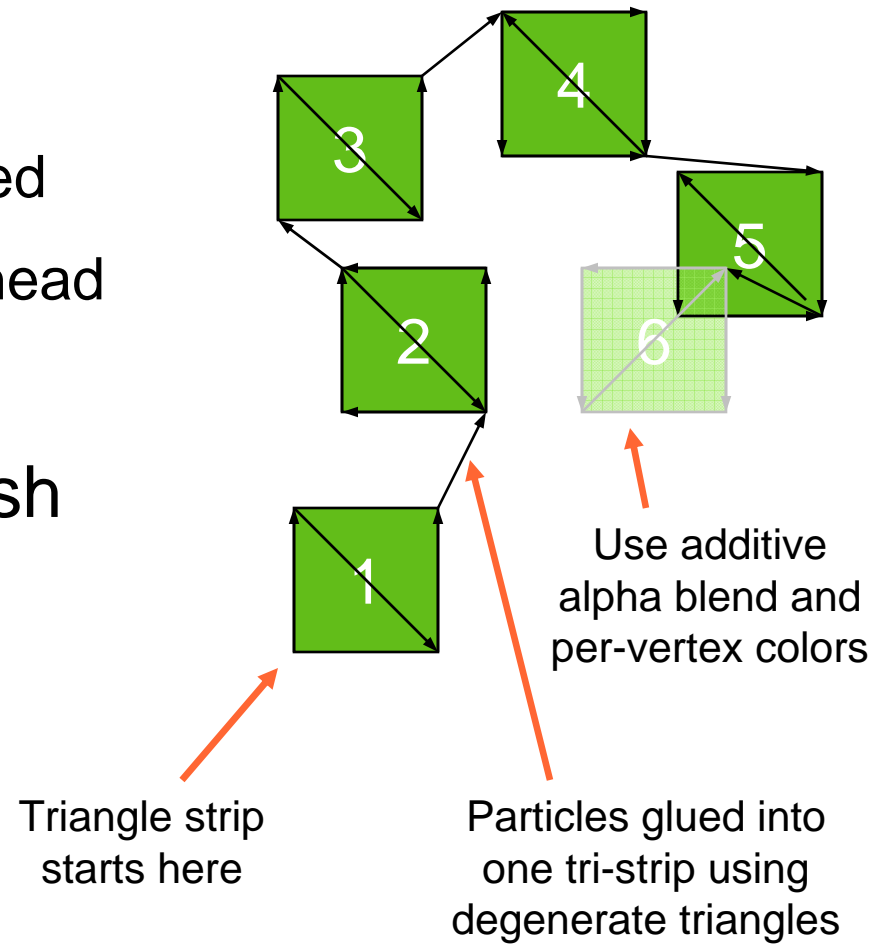 4
3
ed
5
head
2
6
sh
Use additive
alpha blend and
per-vertex colors
1
Triangle strip
starts here
Particles glued into
one tri-strip using
degenerate triangles